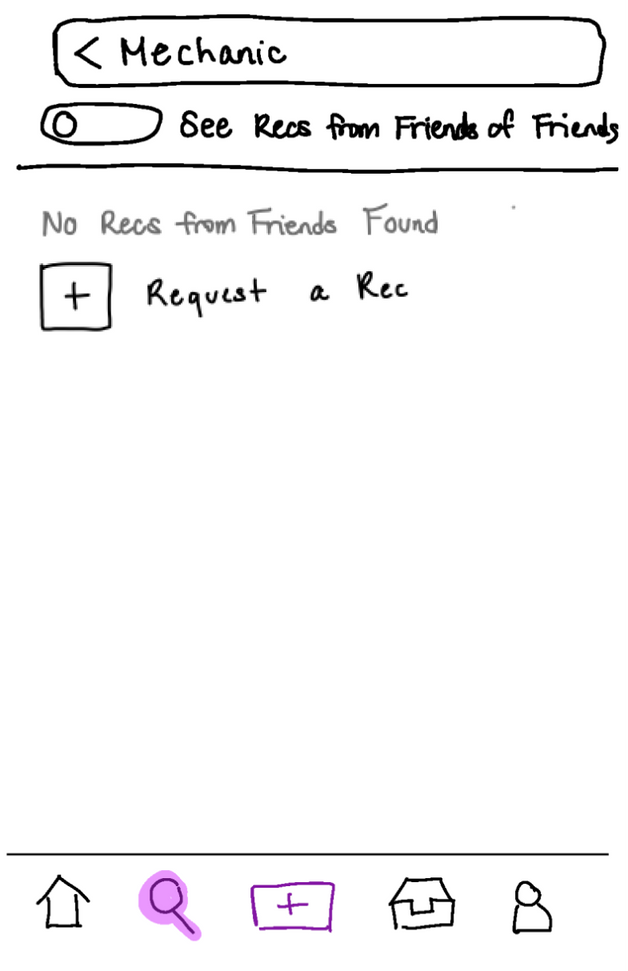 < Mechanic
See Recs from Friends of Friends
No Recs from Friends Found
+ Request a Rec
+